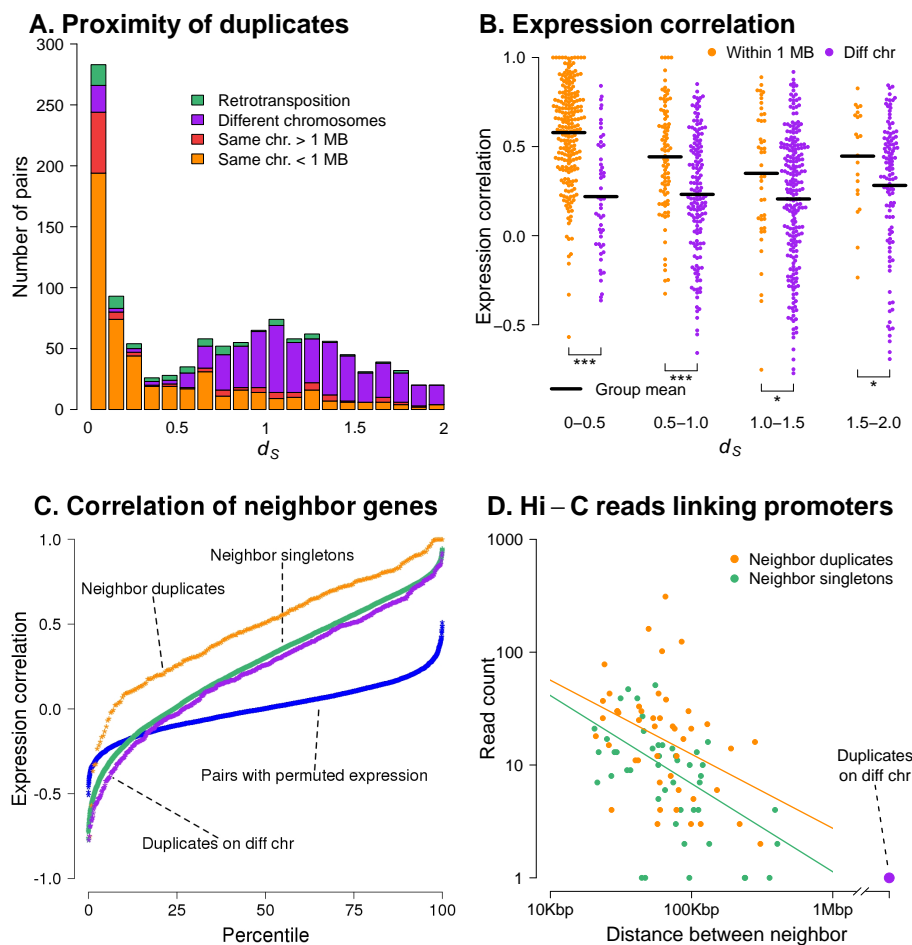 A. Proximity of duplicates
300
250
200
150
100
50
0
Number of pairs
Retrotransposition
Different chromosomes
Same chr. > 1 MB
Same chr. < 1 MB
0
0.5
1
1.5
2
dS
B. Expression correlation
Within 1 MB
Diff chr
1.0
0.5
0.0
−0.5
Expression correlation
***
***
*
*
Group mean
0−0.5
0.5−1.0
1.0−1.5
1.5−2.0
dS
C. Correlation of neighbor genes
1.0
0.5
0.0
-0.5
-1.0
Expression correlation
Neighbor singletons
Neighbor duplicates
Pairs with permuted expression
Duplicates on diff chr
0
25
50
75
100
Percentile
D. Hi − C reads linking promoters
1000
100
10
1
Read count
Neighbor duplicates
Neighbor singletons
Duplicates
on diff chr
10Kbp
100Kbp
1Mbp
Distance between neighbor